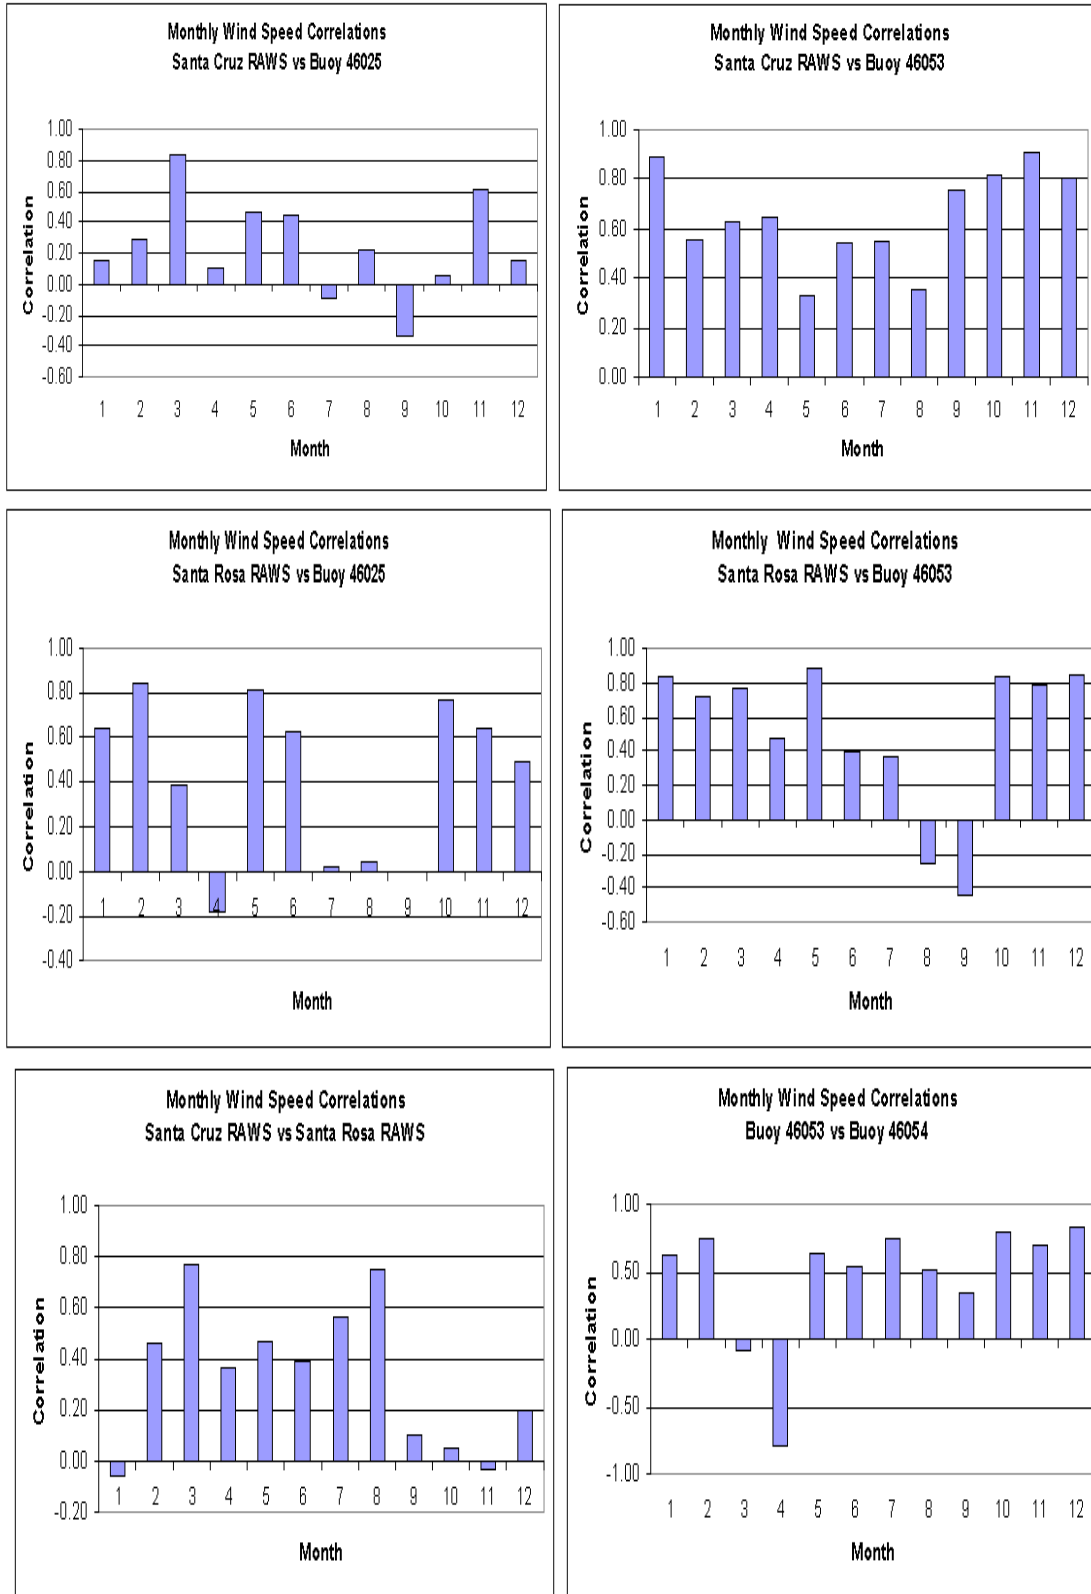 Monthly Wind Speed Correlations
Santa Cruz RAWS vs Buoy 46025
1.00
0.80
0.60
0.40
0.20
0.00
-0.20
-0.40
-0.60
Correlation
1 2 3 4 5 6 7 8 9 10 11 12
Month
Monthly Wind Speed Correlations
Santa Cruz RAWS vs Buoy 46053
1.00
0.80
0.60
0.40
0.20
0.00
Correlation
1 2 3 4 5 6 7 8 9 10 11 12
Month
Monthly Wind Speed Correlations
Santa Rosa RAWS vs Buoy 46025
1.00
0.80
0.60
0.40
0.20
0.00
-0.20
-0.40
Correlation
1 2 3 4 5 6 7 8 9 10 11 12
Month
Monthly Wind Speed Correlations
Santa Rosa RAWS vs Buoy 46053
1.00
0.80
0.60
0.40
0.20
0.00
-0.20
-0.40
-0.60
Correlation
1 2 3 4 5 6 7 8 9 10 11 12
Month
Monthly Wind Speed Correlations
Santa Cruz RAWS vs Santa Rosa RAWS
1.00
0.80
0.60
0.40
0.20
0.00
-0.20
Correlation
1 2 3 4 5 6 7 8 9 10 11 12
Month
Monthly Wind Speed Correlations
Buoy 46053 vs Buoy 46054
1.00
0.50
0.00
-0.50
-1.00
Correlation
1 2 3 4 5 6 7 8 9 10 11 12
Month